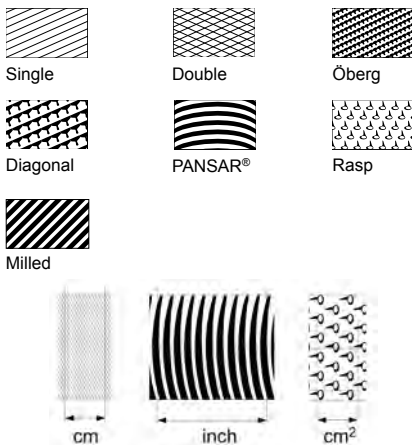 Single Double Öberg
Diagonal PANSAR® Rasp
Milled
cm inch cm²